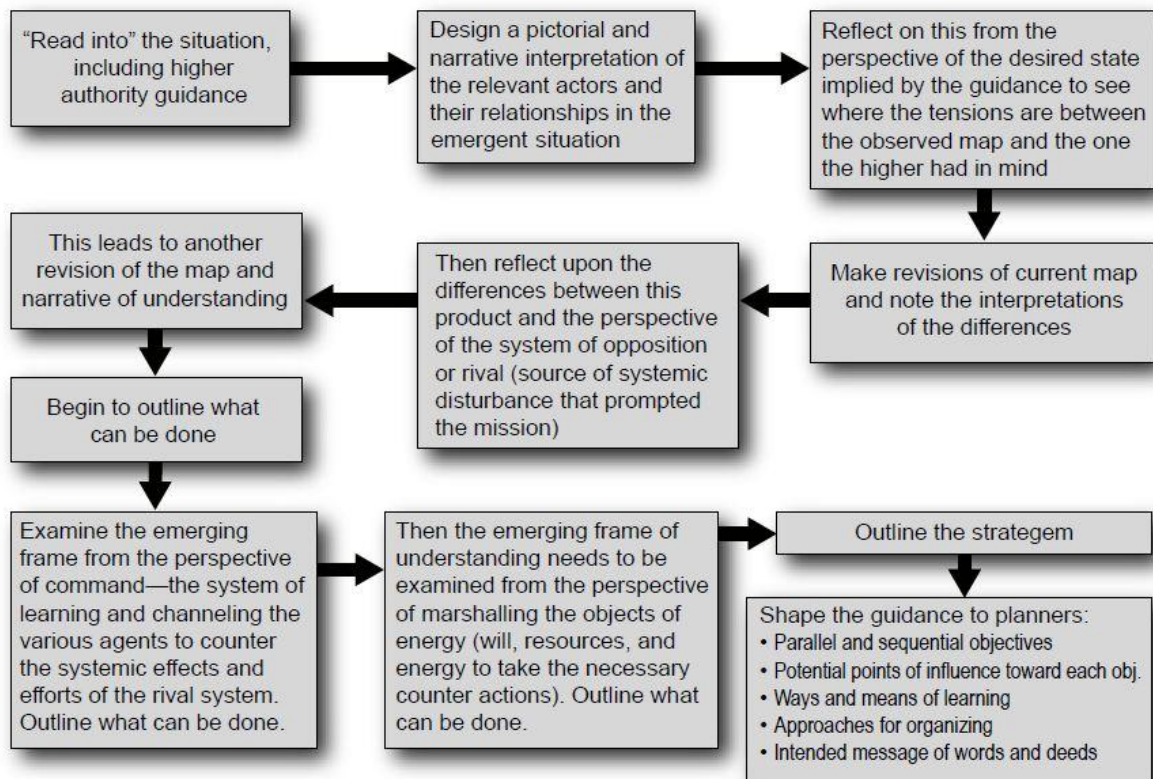 “Read into” the situation,
including higher
authority guidance
Design a pictorial and
narrative interpretation of
the relevant actors and
their relationships in the
emergent situation
Reflect on this from the
perspective of the desired state
implied by the guidance to see
where the tensions are between
the observed map and the one
the higher had in mind
Make revisions of current map
and note the interpretations
of the differences
Then reflect upon the
differences between this
product and the perspective
of the system of opposition
or rival (source of systemic
disturbance that prompted
the mission)
This leads to another
revision of the map and
narrative of understanding
Begin to outline what
can be done
Examine the emerging
frame from the perspective
of command—the system of
learning and channeling the
various agents to counter
the systemic effects and
efforts of the rival system.
Outline what can be done.
Then the emerging frame of
understanding needs to be
examined from the perspective
of marshalling the objects of
energy (will, resources, and
energy to take the necessary
counter actions). Outline what
can be done.
Outline the strategem
Shape the guidance to planners:
• Parallel and sequential objectives
• Potential points of influence toward each obj.
• Ways and means of learning
• Approaches for organizing
• Intended message of words and deeds